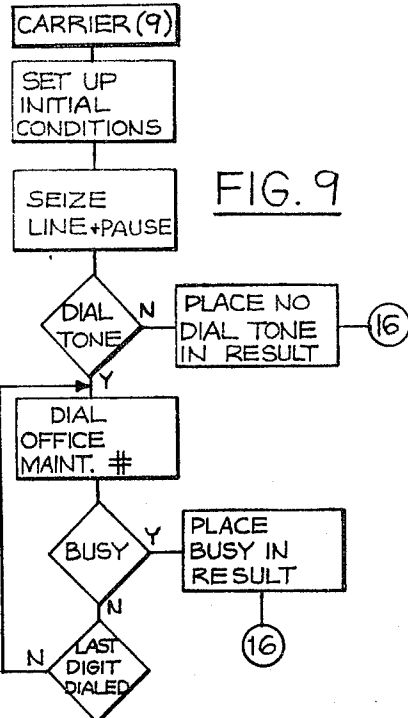 CARRIER (9)
SET UP
INITIAL
CONDITIONS
SEIZE
LINE+PAUSE
FIG. 9
DIAL
TONE
N
PLACE NO
DIAL TONE
IN RESULT
16
Y
DIAL
OFFICE
MAINT. #
BUSY
Y
PLACE
BUSY IN
RESULT
16
N
LAST
DIGIT
DIALED
N